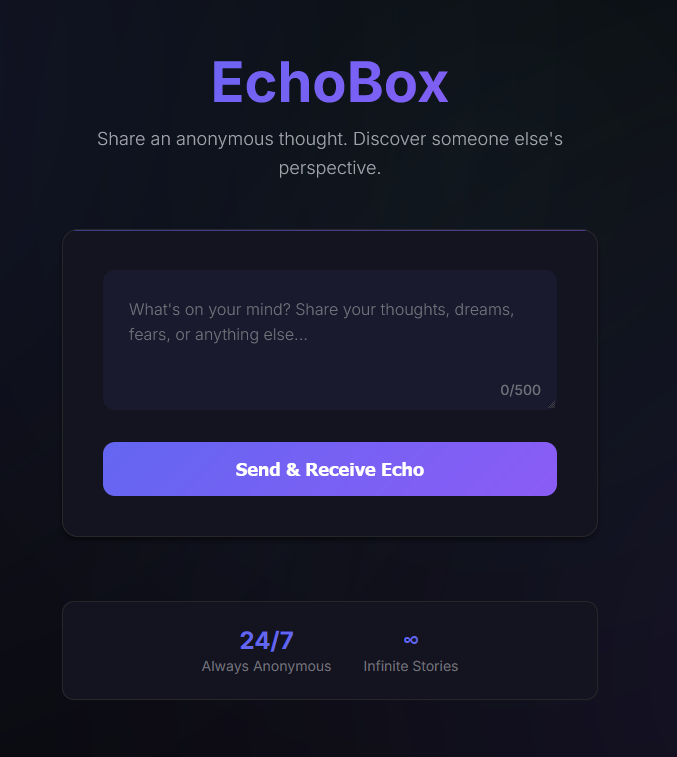 EchoBox
Share an anonymous thought. Discover someone else's
perspective.
What's on your mind? Share your thoughts, dreams,
fears, or anything else...
0/500
Send & Receive Echo
24/7
Always Anonymous
∞
Infinite Stories